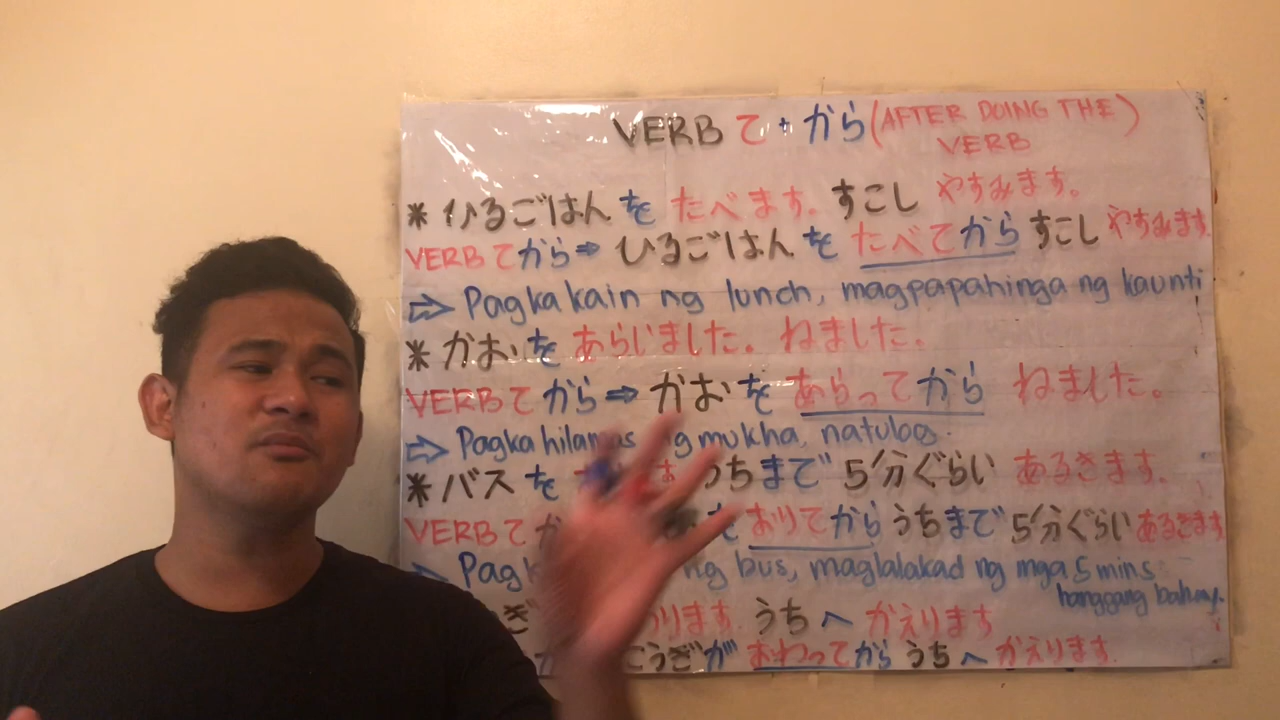 VERB て + から (AFTER DOING THE VERB)
* ひるごはん を たべます. すこし やすみます。
VERB て から ⇒ ひるごはん を たべてから すこし やすみます
⇒ Pagkakain ng lunch, magpapahinga ng kaunti
* かお を あらいました。 ねました.
VERB て から ⇒ かお を あらってから ねました。
⇒ Pagkahilamos ng mukha, natulog.
* バス を うちまで 5分ぐらい あるきます.
VERB て か を おりてから うちまで 5分ぐらい あるきます
Pagk ng bus, maglalakad ng mga 5 mins hanggang bahay.
ぎ わります. うち へ かえります
こうぎが おわってから うち へ かえります.